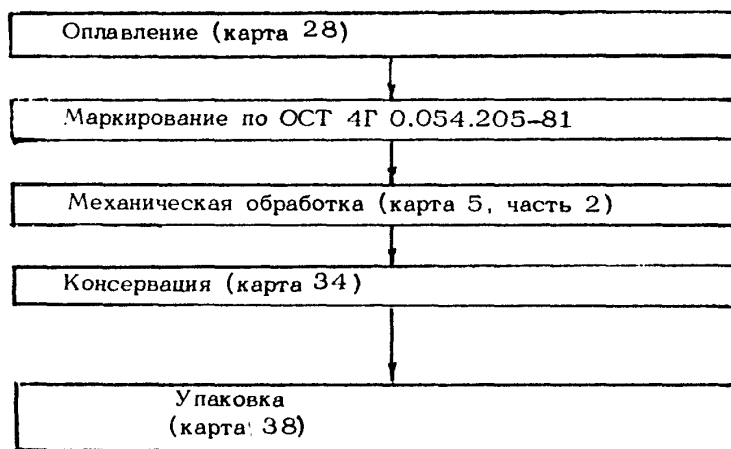 Оплавление (карта 28)
Маркирование по ОСТ 4Г 0.054.205-81
Механическая обработка (карта 5, часть 2)
Консервация (карта 34)
Упаковка
(карта 38)